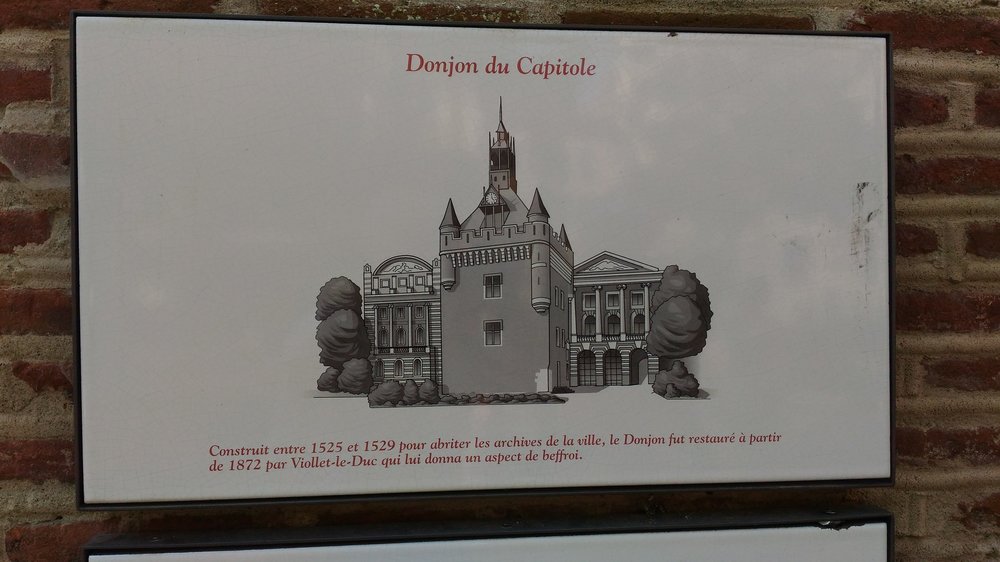 Donjon du Capitole
Construit entre 1525 et 1529 pour abriter les archives de la ville, le Donjon fut restauré à partir
de 1872 par Viollet-le-Duc qui lui donna un aspect de beffroi.